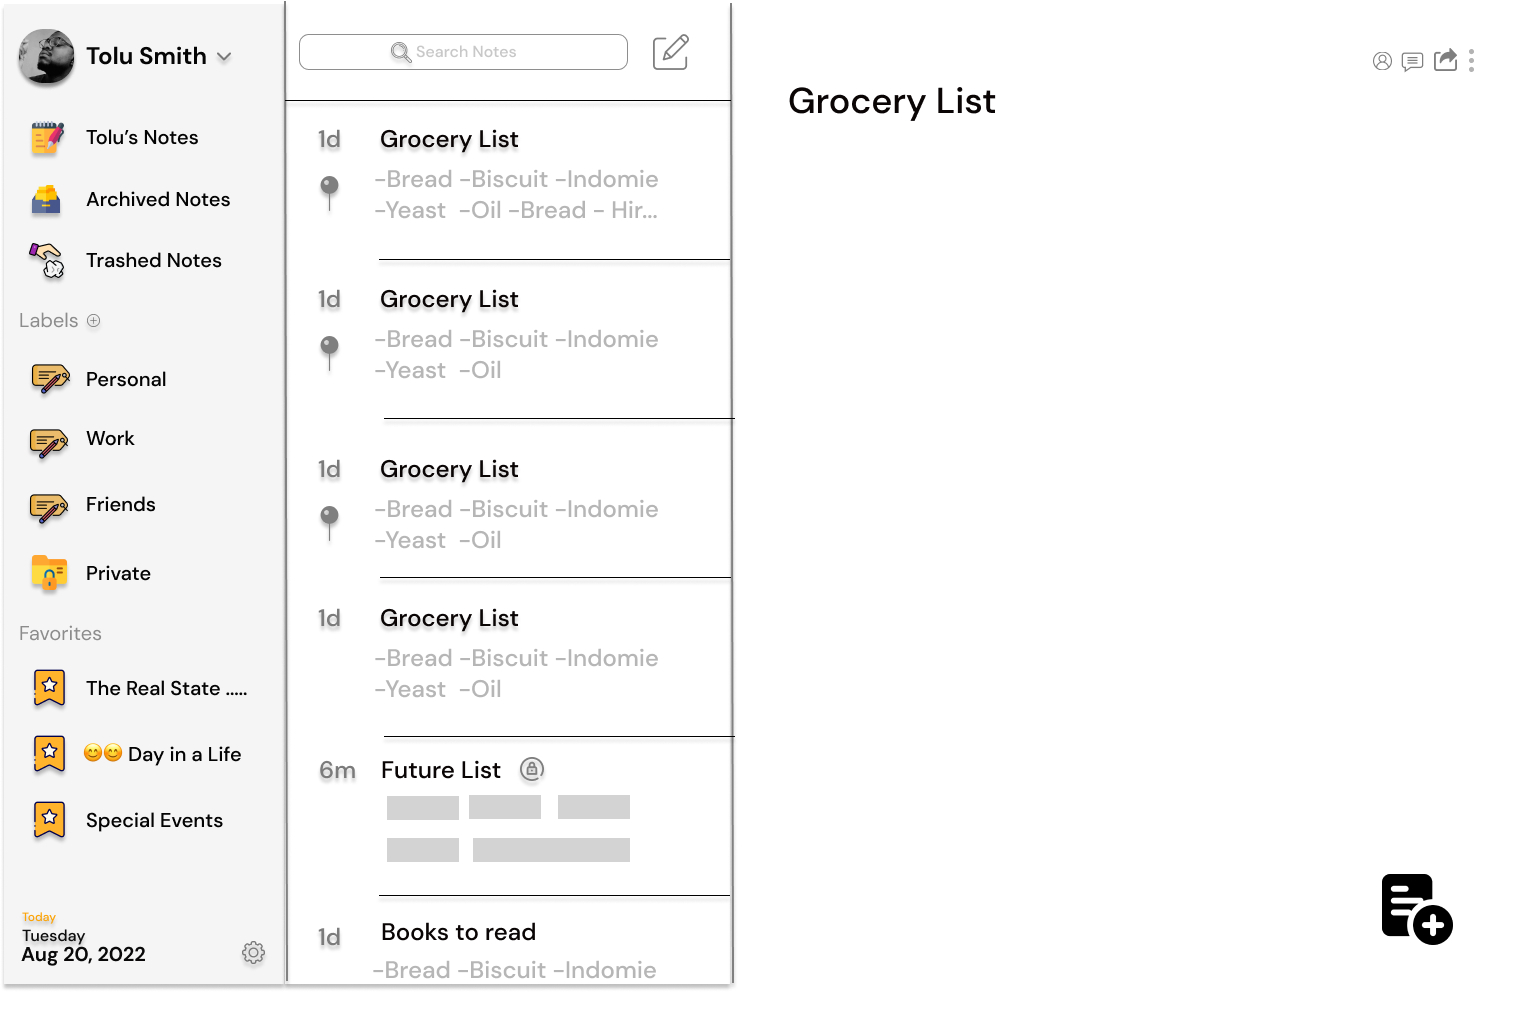 Tolu Smith
Tolu’s Notes
Archived Notes
Trashed Notes
Labels
Personal
Work
Friends
Private
Favorites
The Real State .....
😊😊 Day in a Life
Special Events
Today
Tuesday
Aug 20, 2022
Search Notes
1d
Grocery List
-Bread -Biscuit -Indomie
-Yeast -Oil -Bread - Hir...
1d
Grocery List
-Bread -Biscuit -Indomie
-Yeast -Oil
1d
Grocery List
-Bread -Biscuit -Indomie
-Yeast -Oil
1d
Grocery List
-Bread -Biscuit -Indomie
-Yeast -Oil
6m
Future List
1d
Books to read
-Bread -Biscuit -Indomie
Grocery List